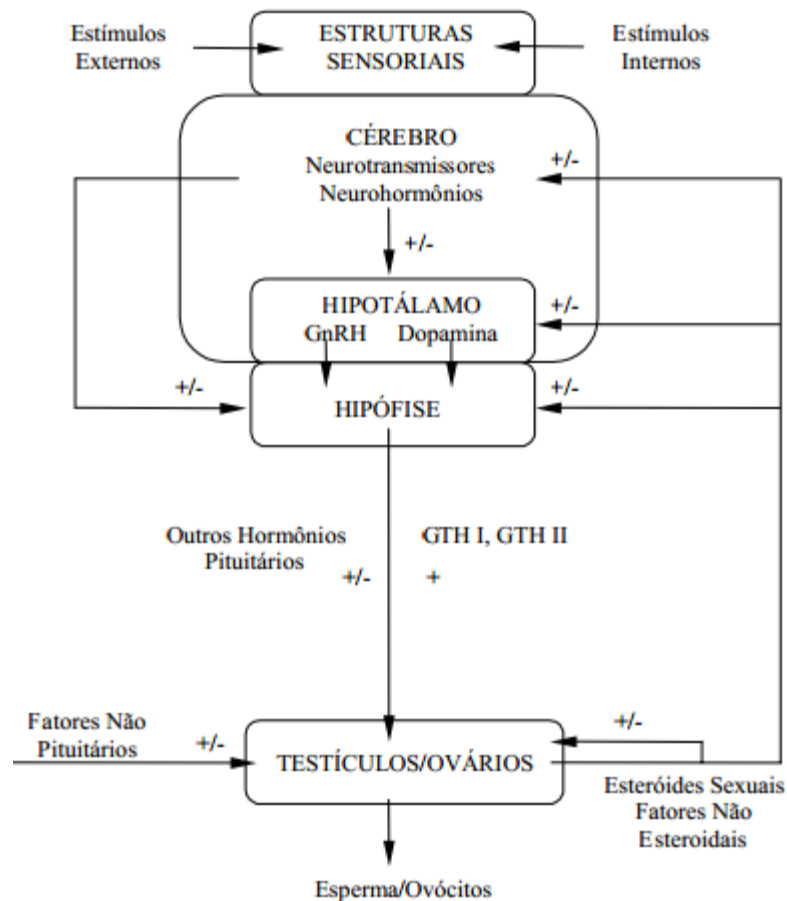 Estímulos
Externos
ESTRUTURAS
SENSORIAIS
Estímulos
Internos
CÉREBRO
Neurotransmissores
Neurohormônios
+/-
+/-
HIPOTÁLAMO
GnRH Dopamina
+/-
+/-
HIPÓFISE
+/-
Outros Hormônios
Pituitários
+/-
GTH I, GTH II
+
Fatores Não
Pituitários
+/-
TESTÍCULOS/OVÁRIOS
+/-
Esteróides Sexuais
Fatores Não
Esteroidais
Esperma/Ovócitos